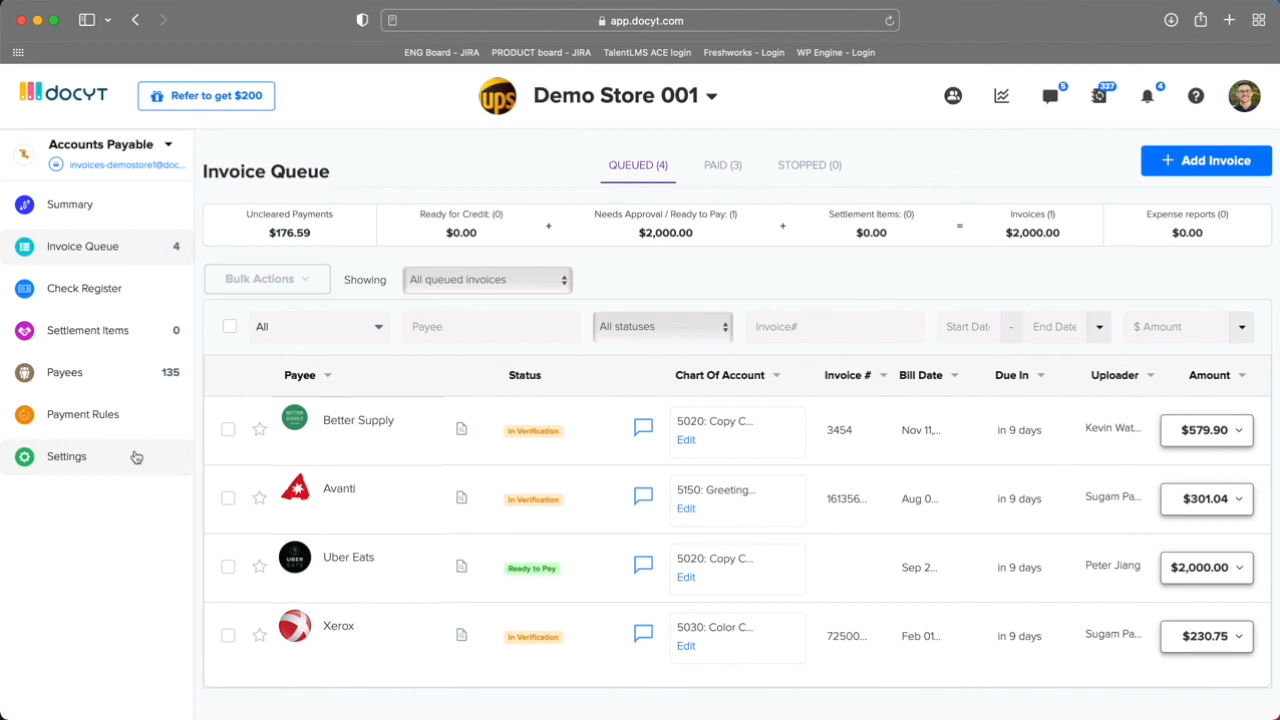 app.docyt.com
ENG Board – JIRA PRODUCT board – JIRA TalentLMS ACE login Freshworks – Login WP Engine – Login
DOCYT
Refer to get $200
ups
Demo Store 001
5
337
4
Accounts Payable
invoices-demostore1@doc...
Summary
Invoice Queue 4
Check Register
Settlement Items 0
Payees 135
Payment Rules
Settings
Invoice Queue
QUEUED (4) PAID (3) STOPPED (0)
+ Add Invoice
Uncleared Payments
$176.59
Ready for Credit: (0)
$0.00
+
Needs Approval / Ready to Pay: (1)
$2,000.00
+
Settlement Items: (0)
$0.00
=
Invoices (1)
$2,000.00
Expense reports (0)
$0.00
Bulk Actions
Showing
All queued invoices
All Payee All statuses Invoice# Start Dat - End Date $ Amount
Payee Status Chart Of Account Invoice # Bill Date Due In Uploader Amount
BETTER SUPPLY
Better Supply In Verification 5020: Copy C... 3454 Nov 11,... in 9 days Kevin Wat... $579.90
Edit
Avanti In Verification 5150: Greeting... 161356... Aug 0... in 9 days Sugam Pa... $301.04
Edit
UBER EATS
Uber Eats Ready to Pay 5020: Copy C... Sep 2... in 9 days Peter Jiang $2,000.00
Edit
Xerox In Verification 5030: Color C... 72500... Feb 01... in 9 days Sugam Pa... $230.75
Edit